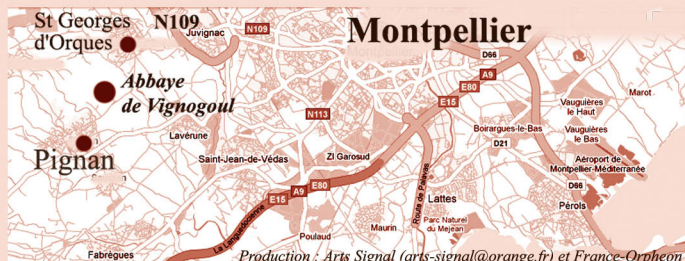 St Georges
d'Orques
N109
Juvignac
N109
Montpellier
D66
A9
E80
E15
Abbaye
de Vignogoul
Marot
Vauguières
le Haut
N113
Boirargues-le-Bas
Vauguières
le Bas
Lavérune
D21
Pignan
Saint-Jean-de-Védas
ZI Garosud
Aéroport de
Montpellier-Méditerranée
D66
E15
A9
E80
Route de Palavas
Lattes
Pérols
La Languedocienne
Parc Naturel
du Mejean
Maurin
Poulaud
Fabrègues
Production : Arts Signal (arts-signal@orange.fr) et France-Orpheon